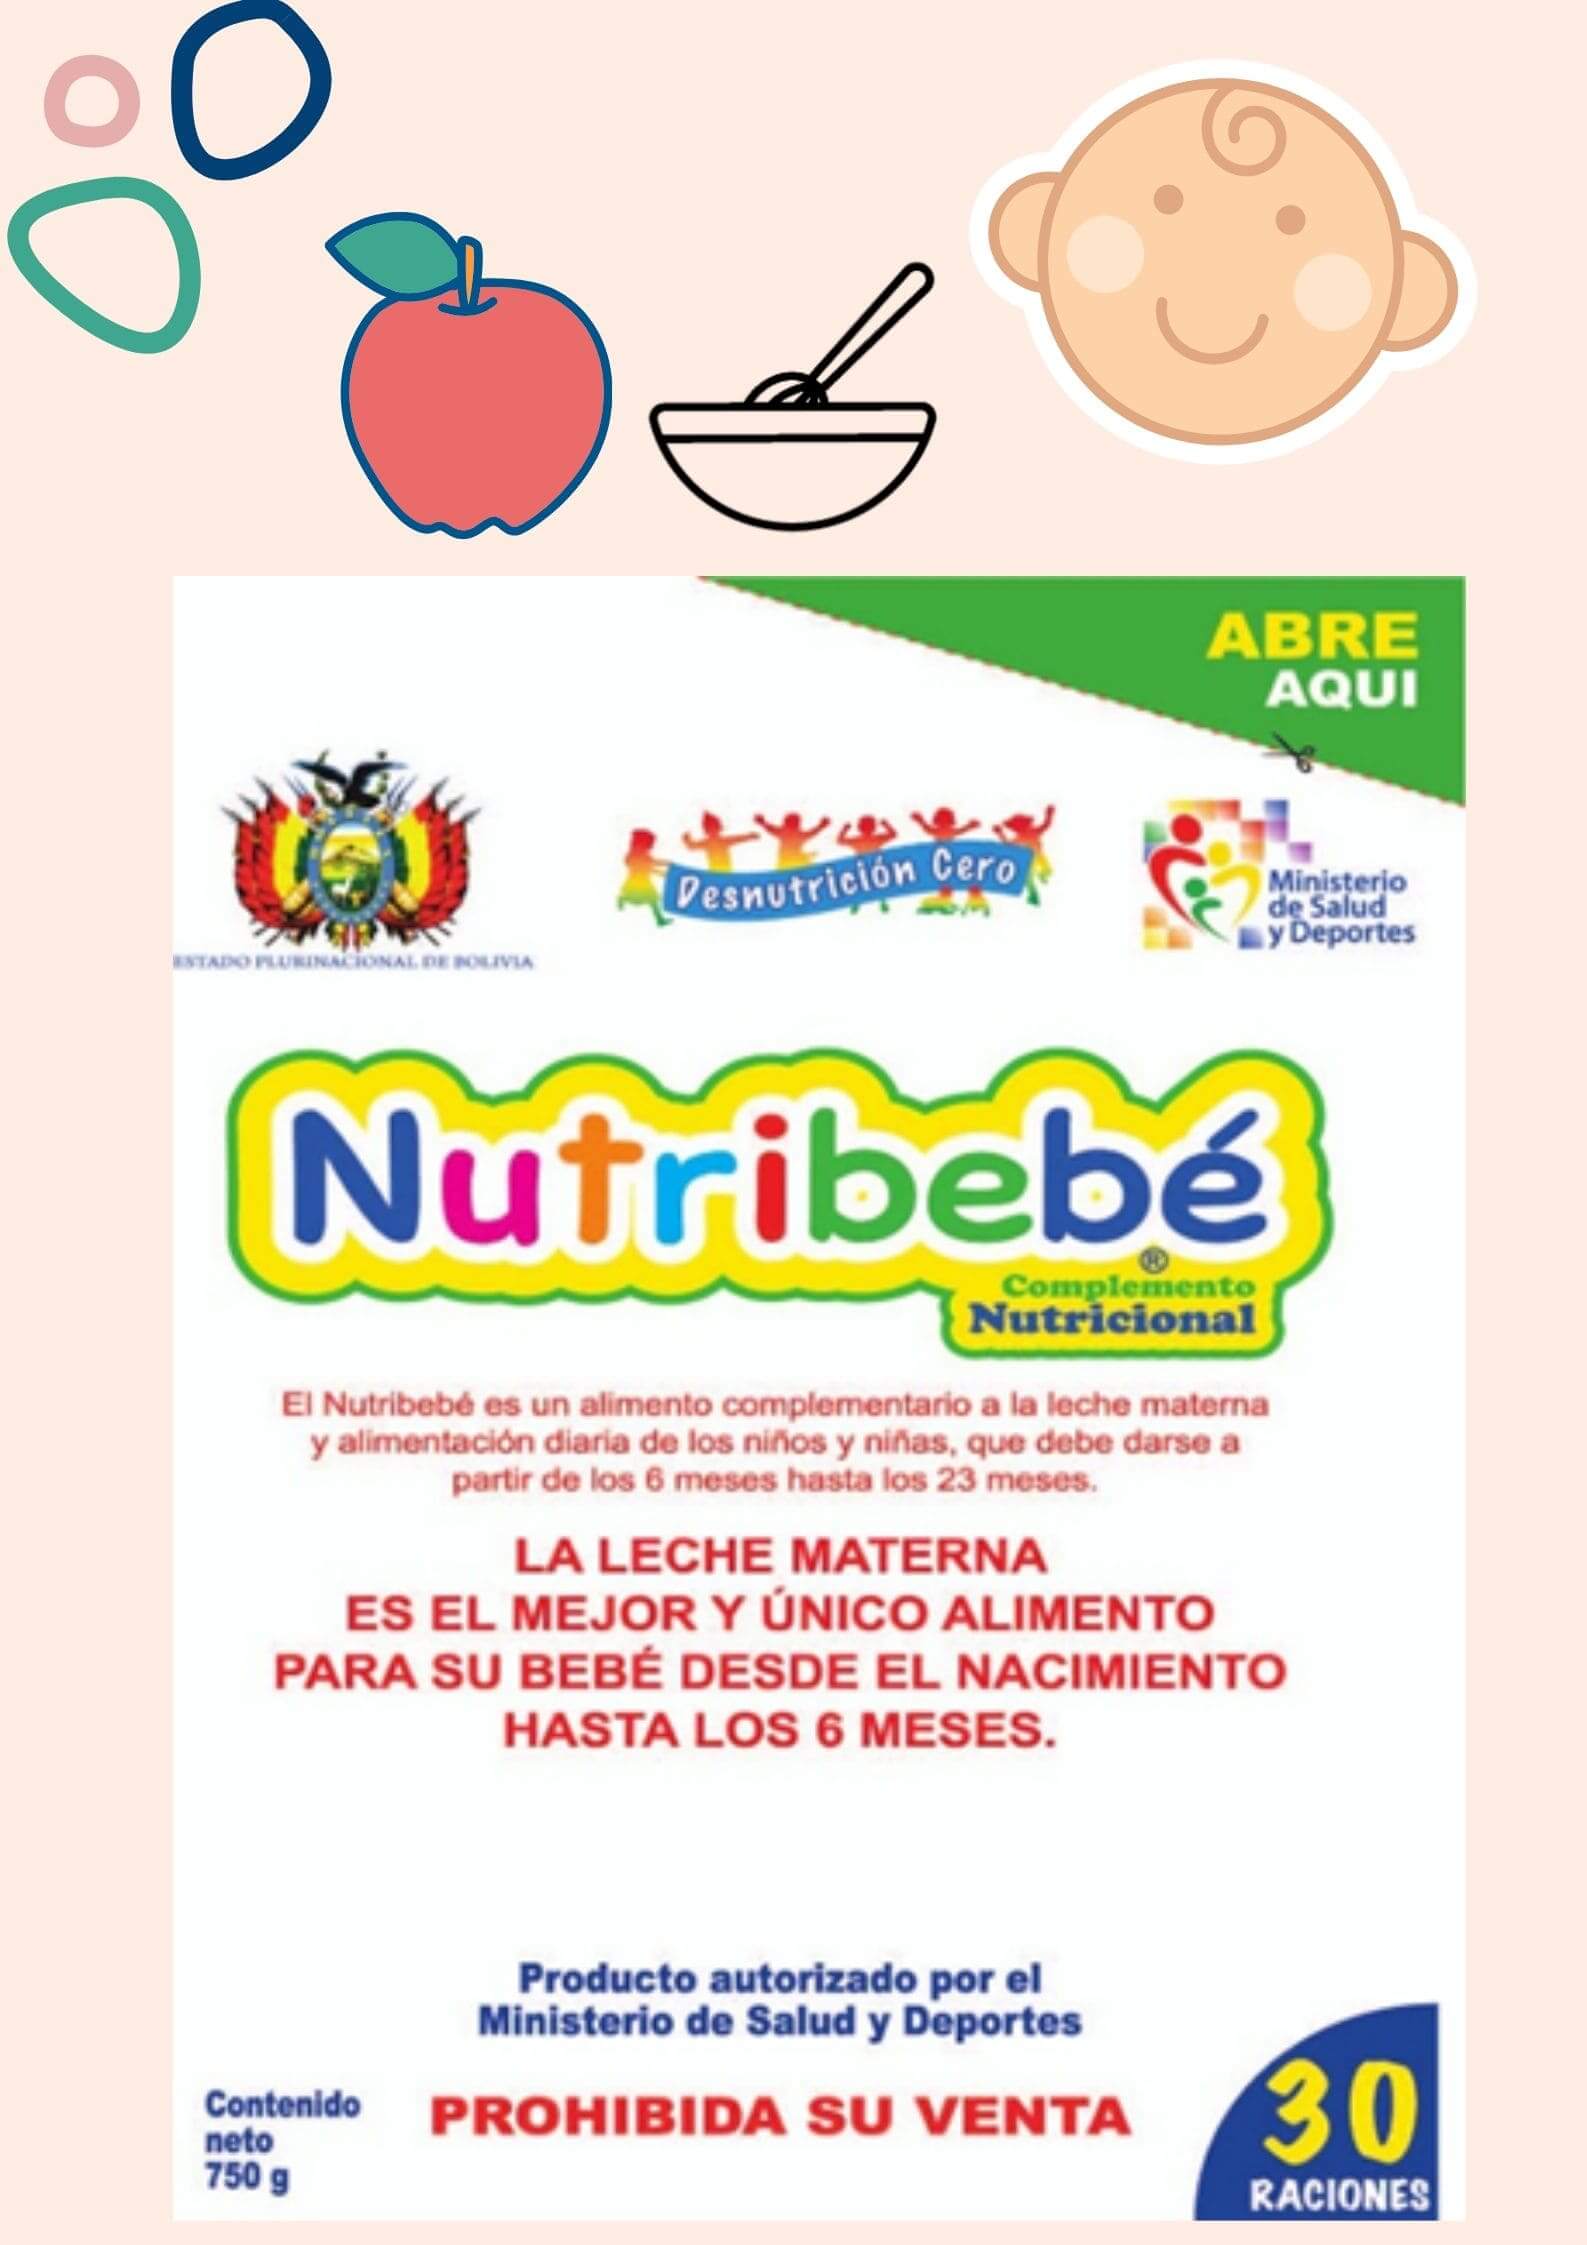 ABRE
AQUI
ESTADO PLURINACIONAL DE BOLIVIA
Desnutrición Cero
Ministerio
de Salud
y Deportes
Nutribebé
®
Complemento
Nutricional
El Nutribebé es un alimento complementario a la leche materna
y alimentación diaria de los niños y niñas, que debe darse a
partir de los 6 meses hasta los 23 meses.
LA LECHE MATERNA
ES EL MEJOR Y ÚNICO ALIMENTO
PARA SU BEBÉ DESDE EL NACIMIENTO
HASTA LOS 6 MESES.
Producto autorizado por el
Ministerio de Salud y Deportes
Contenido
neto
750 g
PROHIBIDA SU VENTA
30
RACIONES